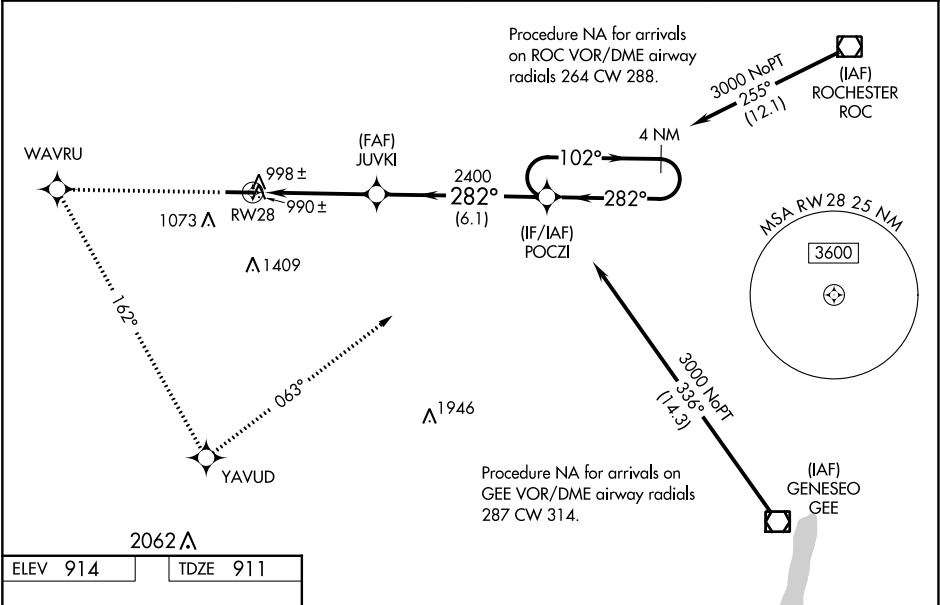 Procedure NA for arrivals
on ROC VOR/DME airway
radials 264 CW 288.
3000 NoPT
255°
(12.1)
(IAF)
ROCHESTER
ROC
4 NM
WAVRU
(FAF)
JUVKI
998 ±
990 ±
RW28
1073
2400
282°
(6.1)
102°
282°
(IF/IAF)
POCZI
MSA RW 28 25 NM
3600
1409
162°
063°
1946
3000 NoPT
336°
(14.3)
YAVUD
Procedure NA for arrivals on
GEE VOR/DME airway radials
287 CW 314.
(IAF)
GENESEO
GEE
2062
ELEV 914
TDZE 911